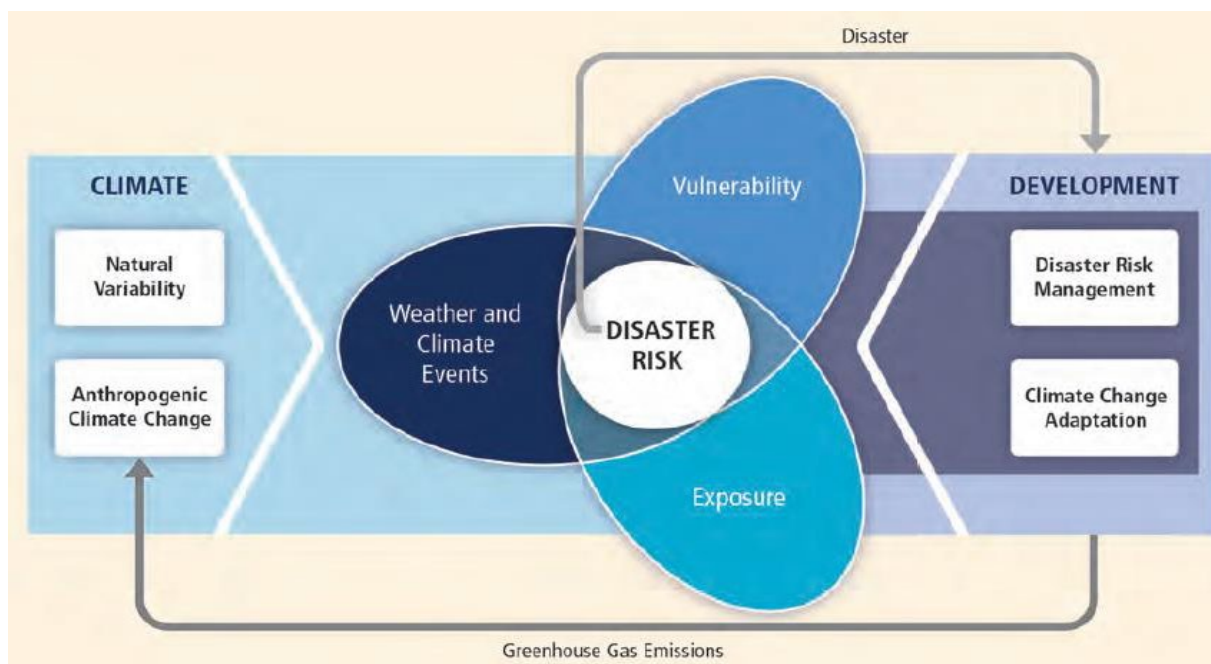 Disaster
CLIMATE
Natural
Variability
Anthropogenic
Climate Change
Weather and
Climate
Events
Vulnerability
DISASTER
RISK
Exposure
DEVELOPMENT
Disaster Risk
Management
Climate Change
Adaptation
Greenhouse Gas Emissions